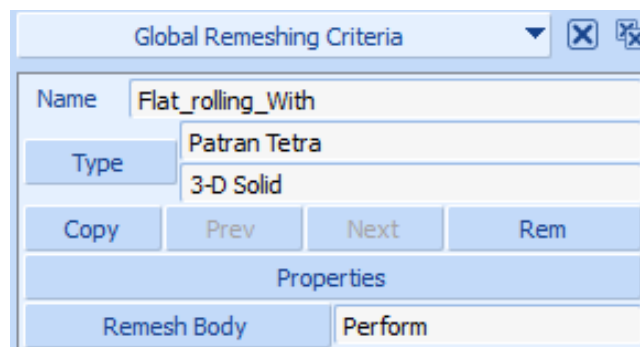 Global Remeshing Criteria
Name Flat_rolling_With
Type Patran Tetra
3-D Solid
Copy Prev Next Rem
Properties
Remesh Body Perform